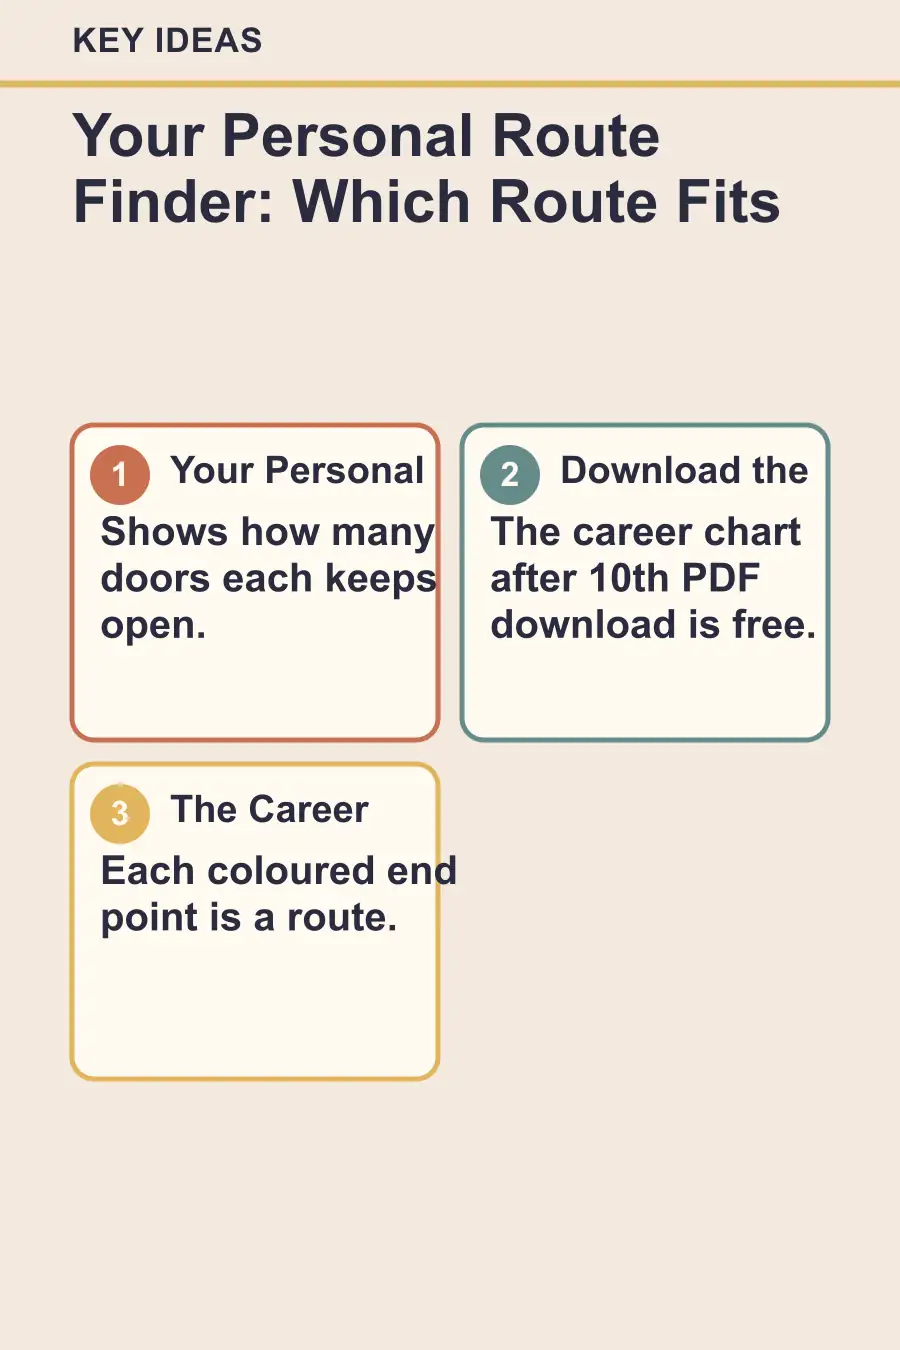 KEY IDEAS
Your Personal Route
Finder: Which Route Fits
1 Your Personal
Shows how many
doors each keeps
open.
2 Download the
The career chart
after 10th PDF
download is free.
3 The Career
Each coloured end
point is a route.